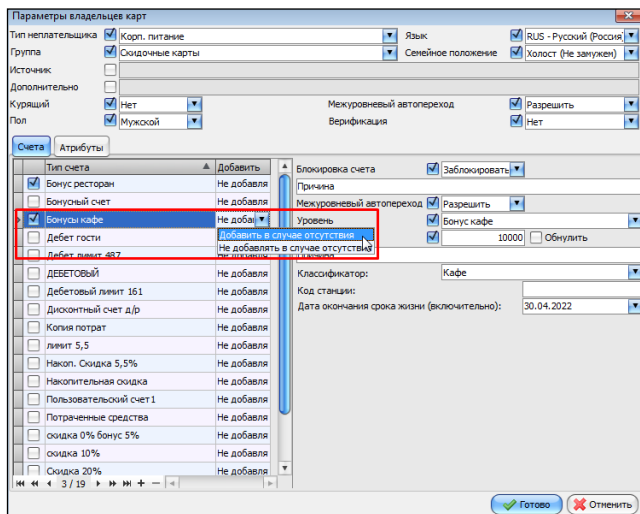 Параметры владельцев карт
Тип неплательщика Корп. питание Язык RUS - Русский (Россия
Группа Скидочные карты Семейное положение Холост (Не замужен)
Источник
Дополнительно
Курящий Нет Межуровневый автопереход Разрешить
Пол Мужской Верификация Нет
Счета Атрибуты
Тип счета Добавить Блокировка счета Заблокировать
Бонус ресторан Не добавля Причина
Бонусный счет Не добавля Межуровневый автопереход Разрешить
Бонусы кафе Не добав Уровень Бонус кафе
Дебет гости Добавить в случае отсутствия 10000 Обнулить
Дебет лимит 487 Не добавлять в случае отсутствия
ДЕБЕТОВЫЙ Не добавля Классификатор: Кафе
Дебетовый лимит 161 Не добавля Код станции:
Дисконтный счет д/р Не добавля Дата окончания срока жизни (включительно): 30.04.2022
Копия потрат Не добавля
лимит 5,5 Не добавля
Накоп. Скидка 5,5% Не добавля
Накопительная скидка Не добавля
Пользовательский счет1 Не добавля
Потраченные средства Не добавля
скидка 0% бонус 5% Не добавля
скидка 10% Не добавля
Скидка 20% Не добавля
3 / 19
Готово Отменить